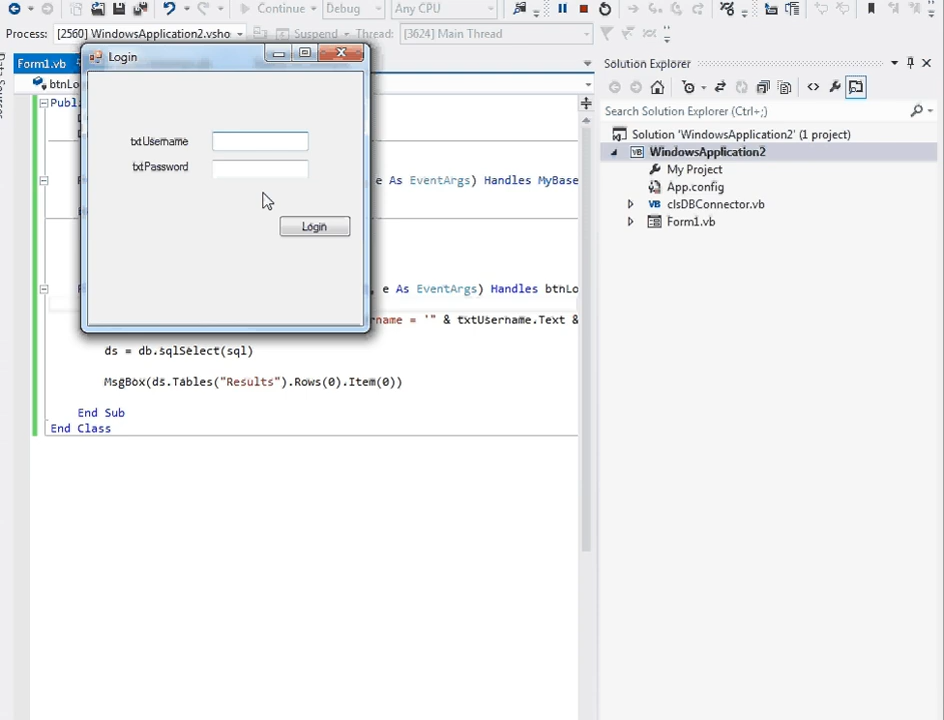 Continue
Debug
Any CPU
Process: [2560] WindowsApplication2.vsho
Suspend
Thread: [3624] Main Thread
Form1.vb
Login
Solution Explorer
btnLo
Search Solution Explorer (Ctrl+;)
Publ
Solution 'WindowsApplication2' (1 project)
txtUsername
WindowsApplication2
txtPassword
My Project
e As EventArgs) Handles MyBase
App.config
clsDBConnector.vb
Form1.vb
Login
e As EventArgs) Handles btnLo
name = '" & txtUsername.Text &
ds = db.sqlSelect(sql)
MsgBox(ds.Tables("Results").Rows(0).Item(0))
End Sub
End Class